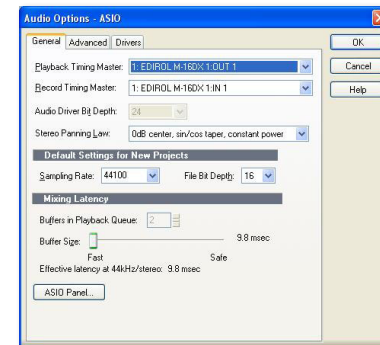 Audio Options - ASIO
General Advanced Drivers
OK
Cancel
Help
Playback Timing Master: 1: EDIROL M-16DX 1:OUT 1
Record Timing Master: 1: EDIROL M-16DX 1:IN 1
Audio Driver Bit Depth: 24
Stereo Panning Law: 0dB center, sin/cos taper, constant power
Default Settings for New Projects
Sampling Rate: 44100 File Bit Depth: 16
Mixing Latency
Buffers in Playback Queue: 2
Buffer Size: 9.8 msec
Fast Safe
Effective latency at 44kHz/stereo: 9.8 msec
ASIO Panel...